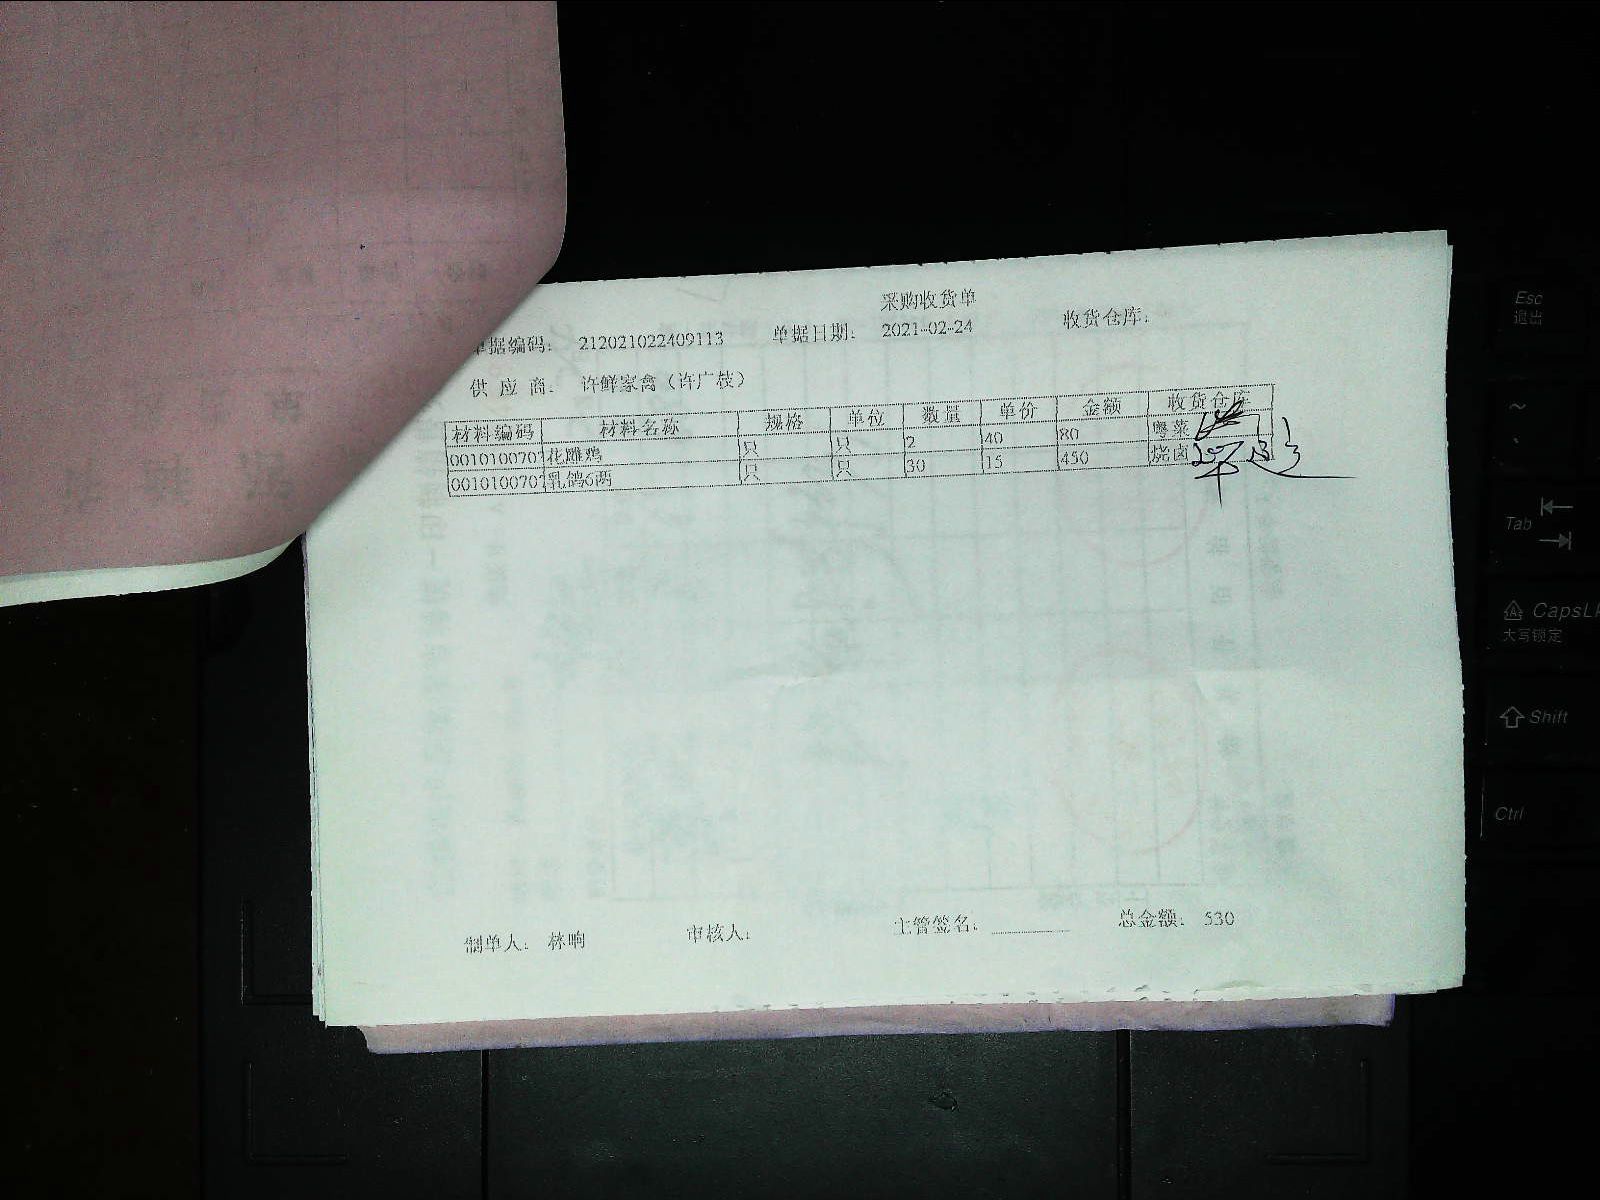 采购收货单
单据编码： 212021022409113 单据日期： 2021-02-24 收货仓库：
供 应 商： 许鲜家禽（许广枝）
材料编码 材料名称 规格 单位 数量 单价 金额 收货仓库
0010100707 花雕鸡 只 只 2 40 80 粤菜
0010100707 乳鸽6两 只 只 30 15 450 烧卤
制单人： 林响 审核人： 主管签名： 总金额： 530
Esc
退出
~
Tab
CapsL
大写锁定
Shift
Ctrl